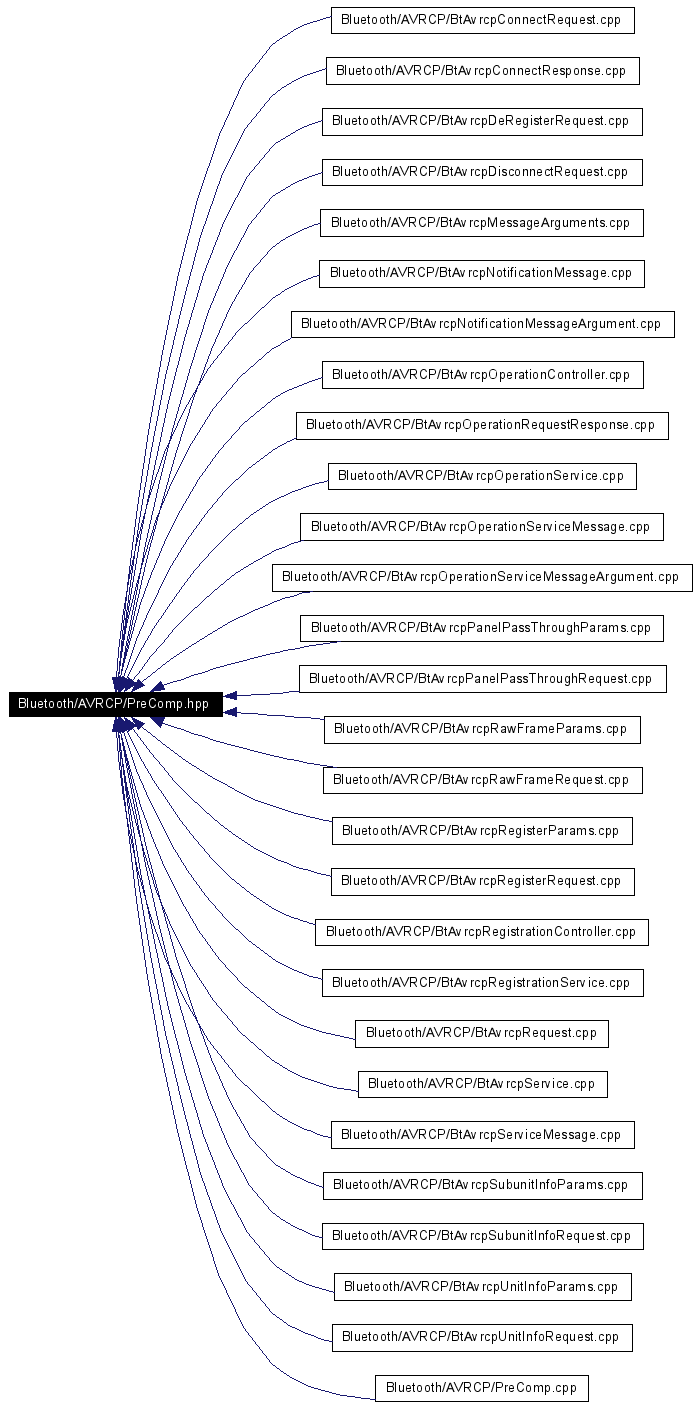 Bluetooth/AVRCP/BtAvrcpConnectRequest.cpp
Bluetooth/AVRCP/BtAvrcpConnectResponse.cpp
Bluetooth/AVRCP/BtAvrcpDeRegisterRequest.cpp
Bluetooth/AVRCP/BtAvrcpDisconnectRequest.cpp
Bluetooth/AVRCP/BtAvrcpMessageArguments.cpp
Bluetooth/AVRCP/BtAvrcpNotificationMessage.cpp
Bluetooth/AVRCP/BtAvrcpNotificationMessageArgument.cpp
Bluetooth/AVRCP/BtAvrcpOperationController.cpp
Bluetooth/AVRCP/BtAvrcpOperationRequestResponse.cpp
Bluetooth/AVRCP/BtAvrcpOperationService.cpp
Bluetooth/AVRCP/BtAvrcpOperationServiceMessage.cpp
Bluetooth/AVRCP/BtAvrcpOperationServiceMessageArgument.cpp
Bluetooth/AVRCP/BtAvrcpPanelPassThroughParams.cpp
Bluetooth/AVRCP/BtAvrcpPanelPassThroughRequest.cpp
Bluetooth/AVRCP/PreComp.hpp
Bluetooth/AVRCP/BtAvrcpRawFrameParams.cpp
Bluetooth/AVRCP/BtAvrcpRawFrameRequest.cpp
Bluetooth/AVRCP/BtAvrcpRegisterParams.cpp
Bluetooth/AVRCP/BtAvrcpRegisterRequest.cpp
Bluetooth/AVRCP/BtAvrcpRegistrationController.cpp
Bluetooth/AVRCP/BtAvrcpRegistrationService.cpp
Bluetooth/AVRCP/BtAvrcpRequest.cpp
Bluetooth/AVRCP/BtAvrcpService.cpp
Bluetooth/AVRCP/BtAvrcpServiceMessage.cpp
Bluetooth/AVRCP/BtAvrcpSubunitInfoParams.cpp
Bluetooth/AVRCP/BtAvrcpSubunitInfoRequest.cpp
Bluetooth/AVRCP/BtAvrcpUnitInfoParams.cpp
Bluetooth/AVRCP/BtAvrcpUnitInfoRequest.cpp
Bluetooth/AVRCP/PreComp.cpp